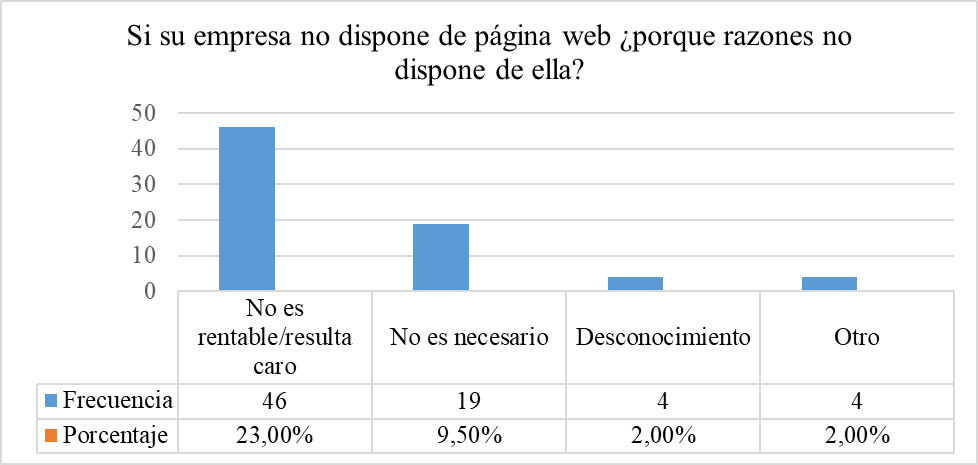 Si su empresa no dispone de página web ¿porque razones no
dispone de ella?
50
40
30
20
10
0
No es
rentable/resulta
caro
No es necesario
Desconocimiento
Otro
Frecuencia 46 19 4 4
Porcentaje 23,00% 9,50% 2,00% 2,00%